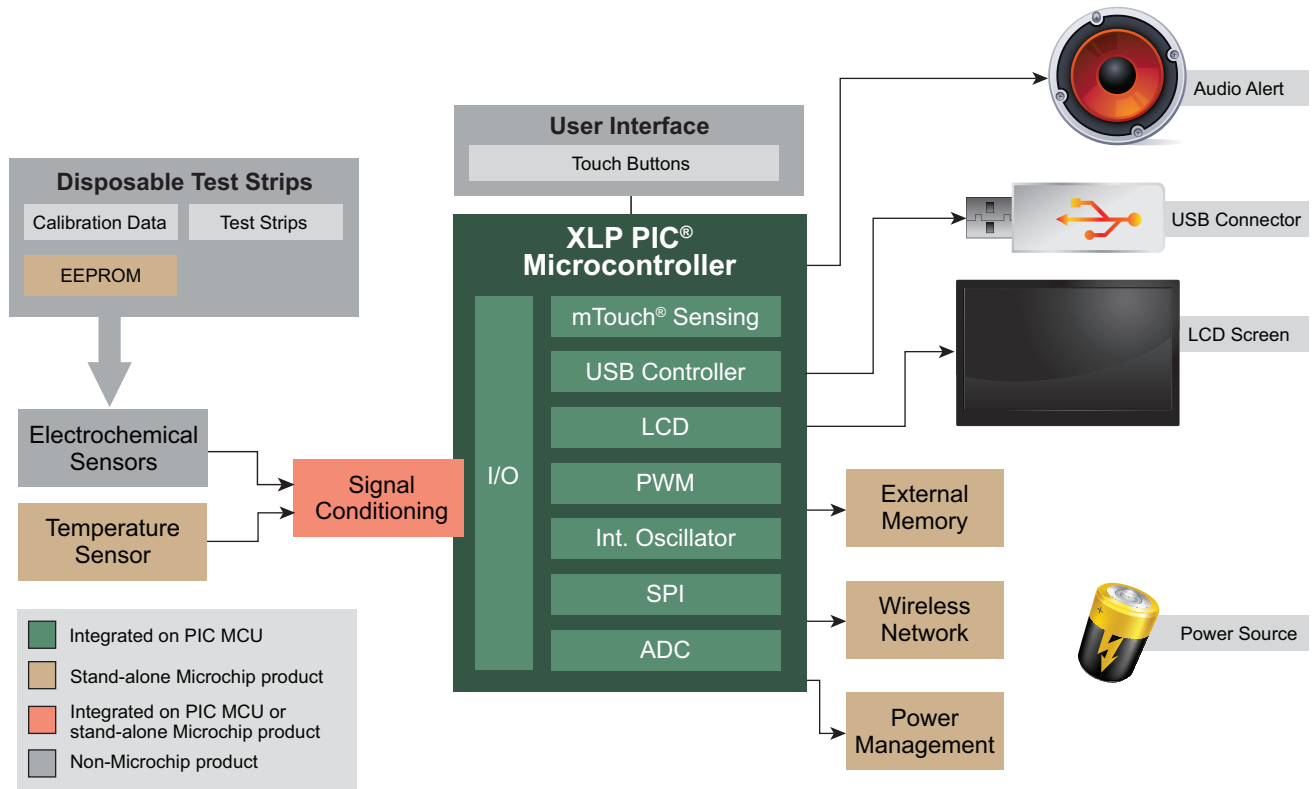 Audio Alert
User Interface
Touch Buttons
Disposable Test Strips
Calibration Data
Test Strips
EEPROM
USB Connector
XLP PIC®
Microcontroller
I/O
mTouch® Sensing
USB Controller
LCD
PWM
Int. Oscillator
SPI
ADC
LCD Screen
Electrochemical
Sensors
Temperature
Sensor
Signal
Conditioning
External
Memory
Wireless
Network
Power
Management
Power Source
+
Integrated on PIC MCU
Stand-alone Microchip product
Integrated on PIC MCU or
stand-alone Microchip product
Non-Microchip product